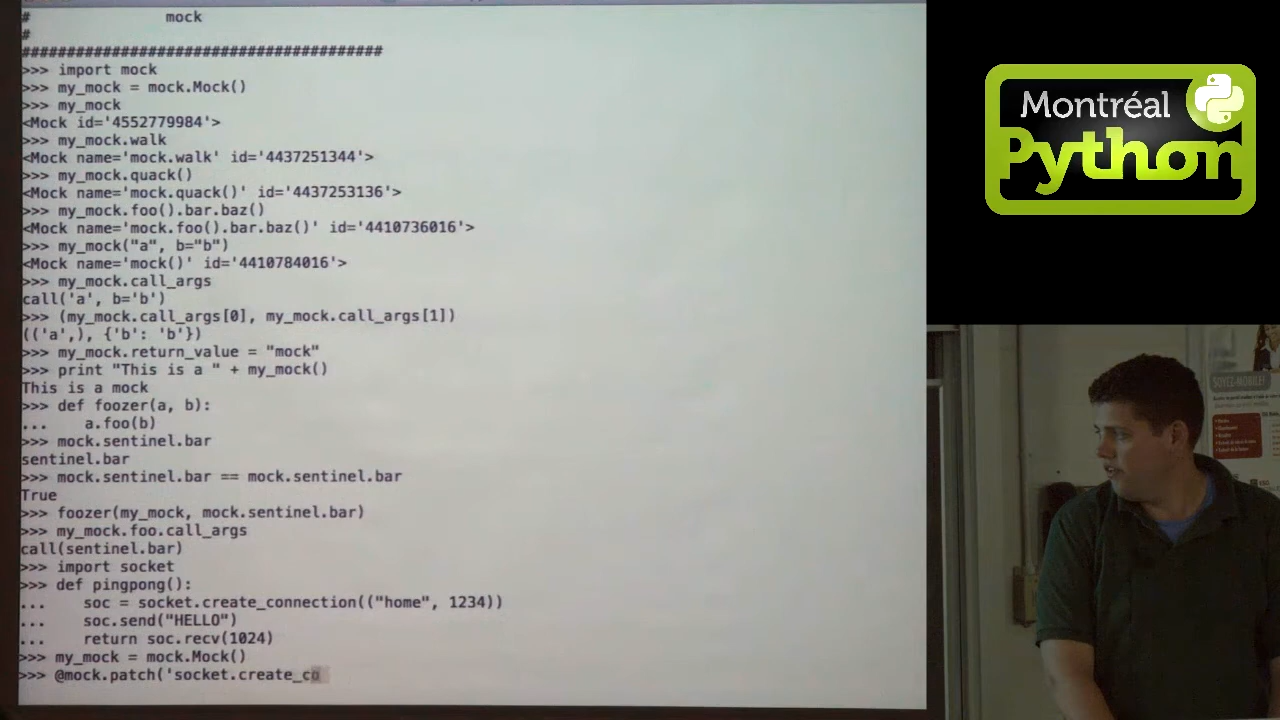 # mock
#
########################################
>>> import mock
>>> my_mock = mock.Mock()
>>> my_mock
<Mock id='4552779984'>
>>> my_mock.walk
<Mock name='mock.walk' id='4437251344'>
>>> my_mock.quack()
<Mock name='mock.quack()' id='4437253136'>
>>> my_mock.foo().bar.baz()
<Mock name='mock.foo().bar.baz()' id='4410736016'>
>>> my_mock("a", b="b")
<Mock name='mock()' id='4410784016'>
>>> my_mock.call_args
call('a', b='b')
>>> (my_mock.call_args[0], my_mock.call_args[1])
(('a',), {'b': 'b'})
>>> my_mock.return_value = "mock"
>>> print "This is a " + my_mock()
This is a mock
>>> def foozer(a, b):
...     a.foo(b)
>>> mock.sentinel.bar
sentinel.bar
>>> mock.sentinel.bar == mock.sentinel.bar
True
>>> foozer(my_mock, mock.sentinel.bar)
>>> my_mock.foo.call_args
call(sentinel.bar)
>>> import socket
>>> def pingpong():
...     soc = socket.create_connection(("home", 1234))
...     soc.send("HELLO")
...     return soc.recv(1024)
>>> my_mock = mock.Mock()
>>> @mock.patch('socket.create_co
Montréal
Python
SOYEZ-MOBILE!